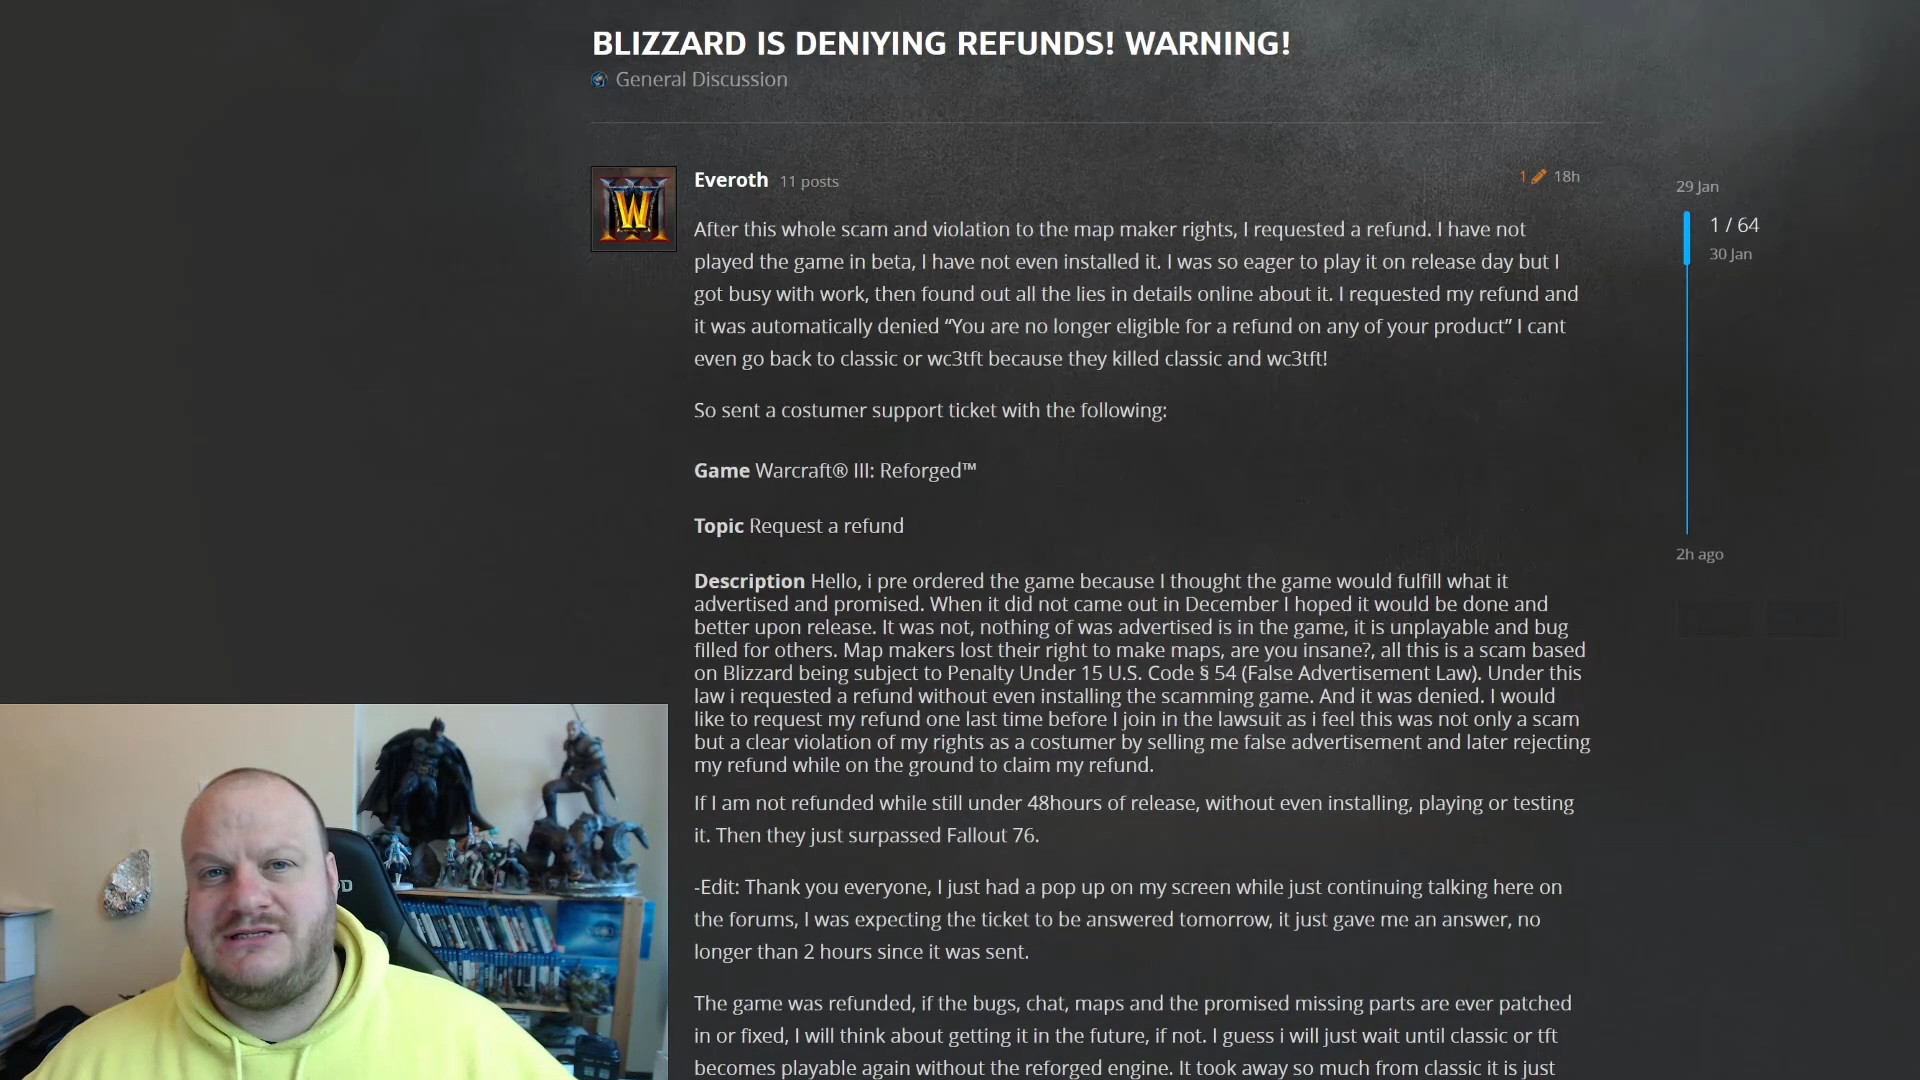 BLIZZARD IS DENIYING REFUNDS! WARNING!
General Discussion
Everoth 11 posts
1 18h
After this whole scam and violation to the map maker rights, I requested a refund. I have not
played the game in beta, I have not even installed it. I was so eager to play it on release day but I
got busy with work, then found out all the lies in details online about it. I requested my refund and
it was automatically denied “You are no longer eligible for a refund on any of your product” I cant
even go back to classic or wc3tft because they killed classic and wc3tft!
So sent a costumer support ticket with the following:
Game Warcraft® III: Reforged™
Topic Request a refund
Description Hello, i pre ordered the game because I thought the game would fulfill what it
advertised and promised. When it did not came out in December I hoped it would be done and
better upon release. It was not, nothing of was advertised is in the game, it is unplayable and bug
filled for others. Map makers lost their right to make maps, are you insane?, all this is a scam based
on Blizzard being subject to Penalty Under 15 U.S. Code § 54 (False Advertisement Law). Under this
law i requested a refund without even installing the scamming game. And it was denied. I would
like to request my refund one last time before I join in the lawsuit as i feel this was not only a scam
but a clear violation of my rights as a costumer by selling me false advertisement and later rejecting
my refund while on the ground to claim my refund.
If I am not refunded while still under 48hours of release, without even installing, playing or testing
it. Then they just surpassed Fallout 76.
-Edit: Thank you everyone, I just had a pop up on my screen while just continuing talking here on
the forums, I was expecting the ticket to be answered tomorrow, it just gave me an answer, no
longer than 2 hours since it was sent.
The game was refunded, if the bugs, chat, maps and the promised missing parts are ever patched
in or fixed, I will think about getting it in the future, if not. I guess i will just wait until classic or tft
becomes playable again without the reforged engine. It took away so much from classic it is just
29 Jan
1 / 64
30 Jan
2h ago